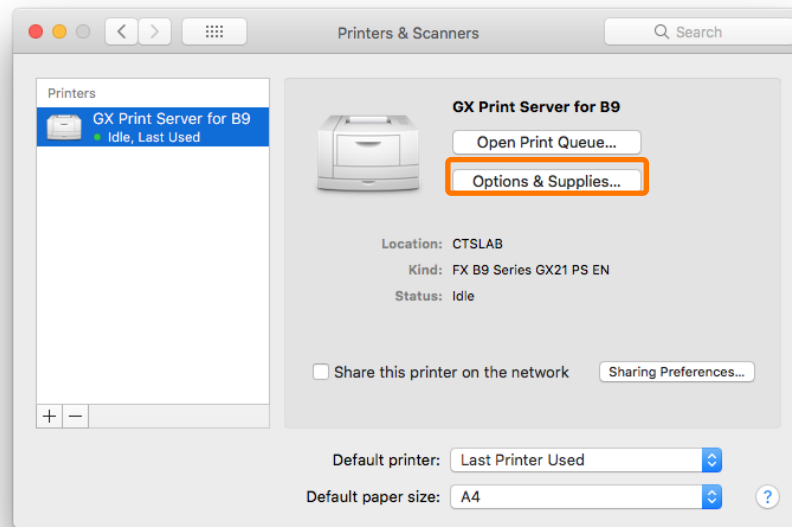 Printers & Scanners
Search
Printers
GX Print Server for B9
Idle, Last Used
GX Print Server for B9
Open Print Queue...
Options & Supplies...
Location: CTSLAB
Kind: FX B9 Series GX21 PS EN
Status: Idle
Share this printer on the network
Sharing Preferences...
+ −
Default printer: Last Printer Used
Default paper size: A4
?